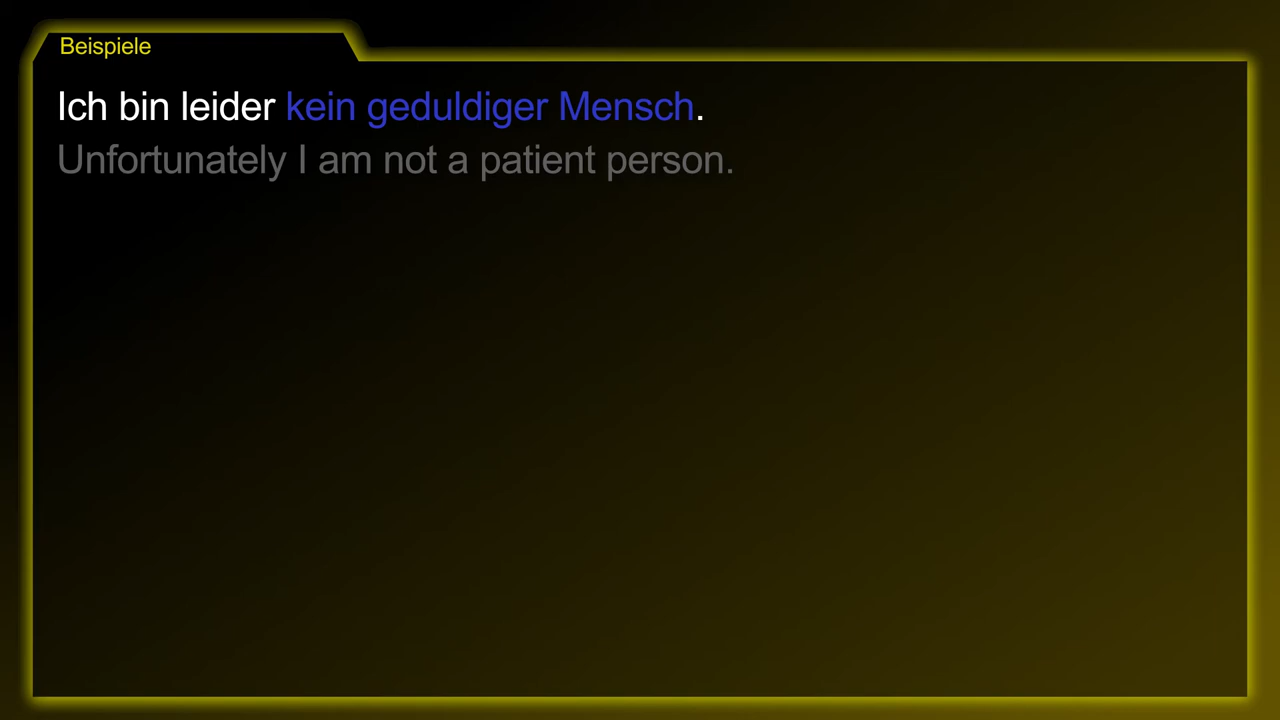 Beispiele
Ich bin leider kein geduldiger Mensch.
Unfortunately I am not a patient person.